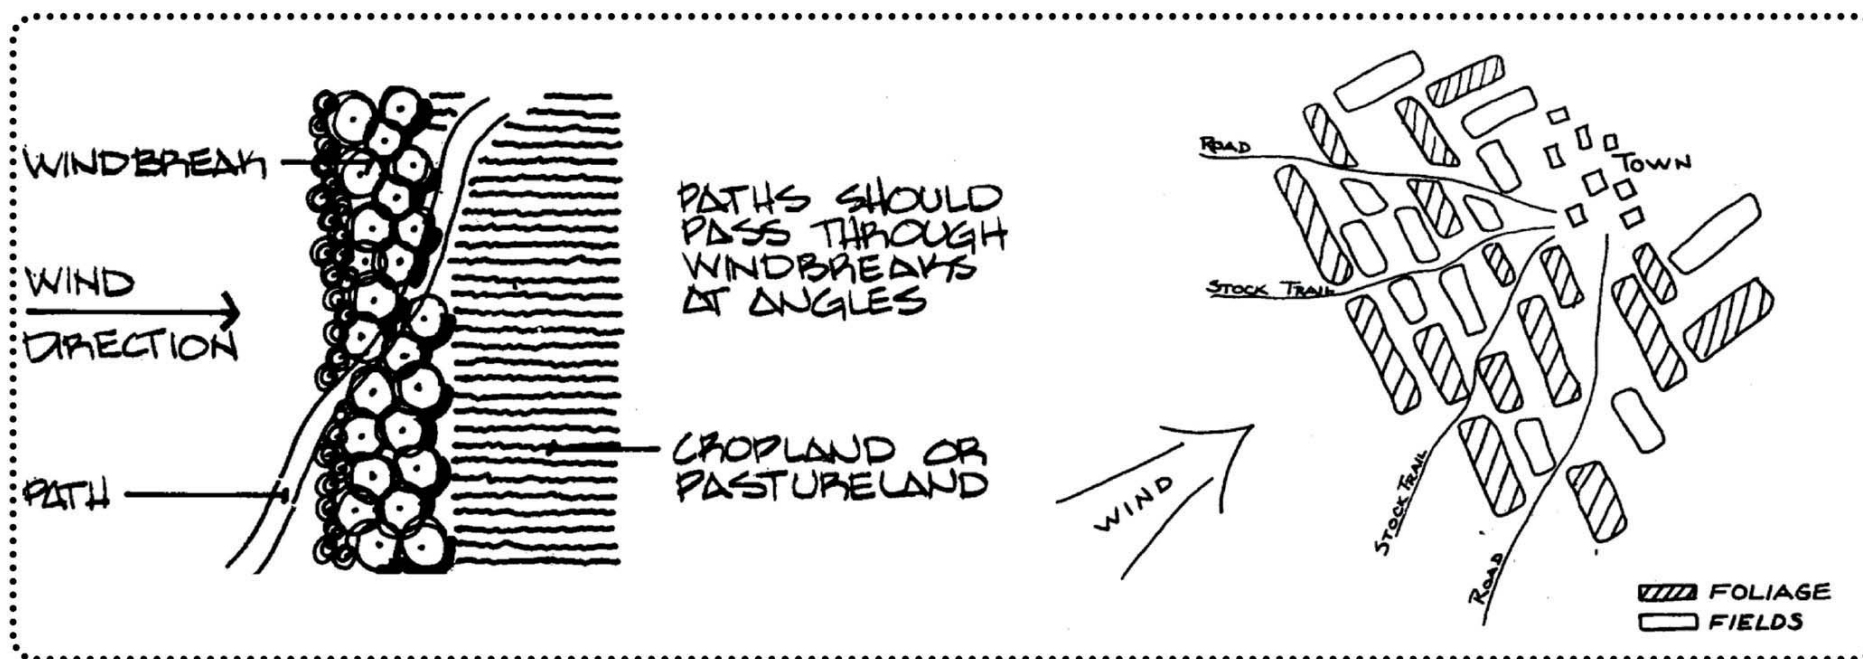 WINDBREAK
WIND
DIRECTION
PATH
PATHS SHOULD
PASS THROUGH
WINDBREAKS
AT ANGLES
CROPLAND OR
PASTURELAND
WIND
ROAD
STOCK TRAIL
STOCK TRAIL
ROAD
TOWN
FOLIAGE
FIELDS